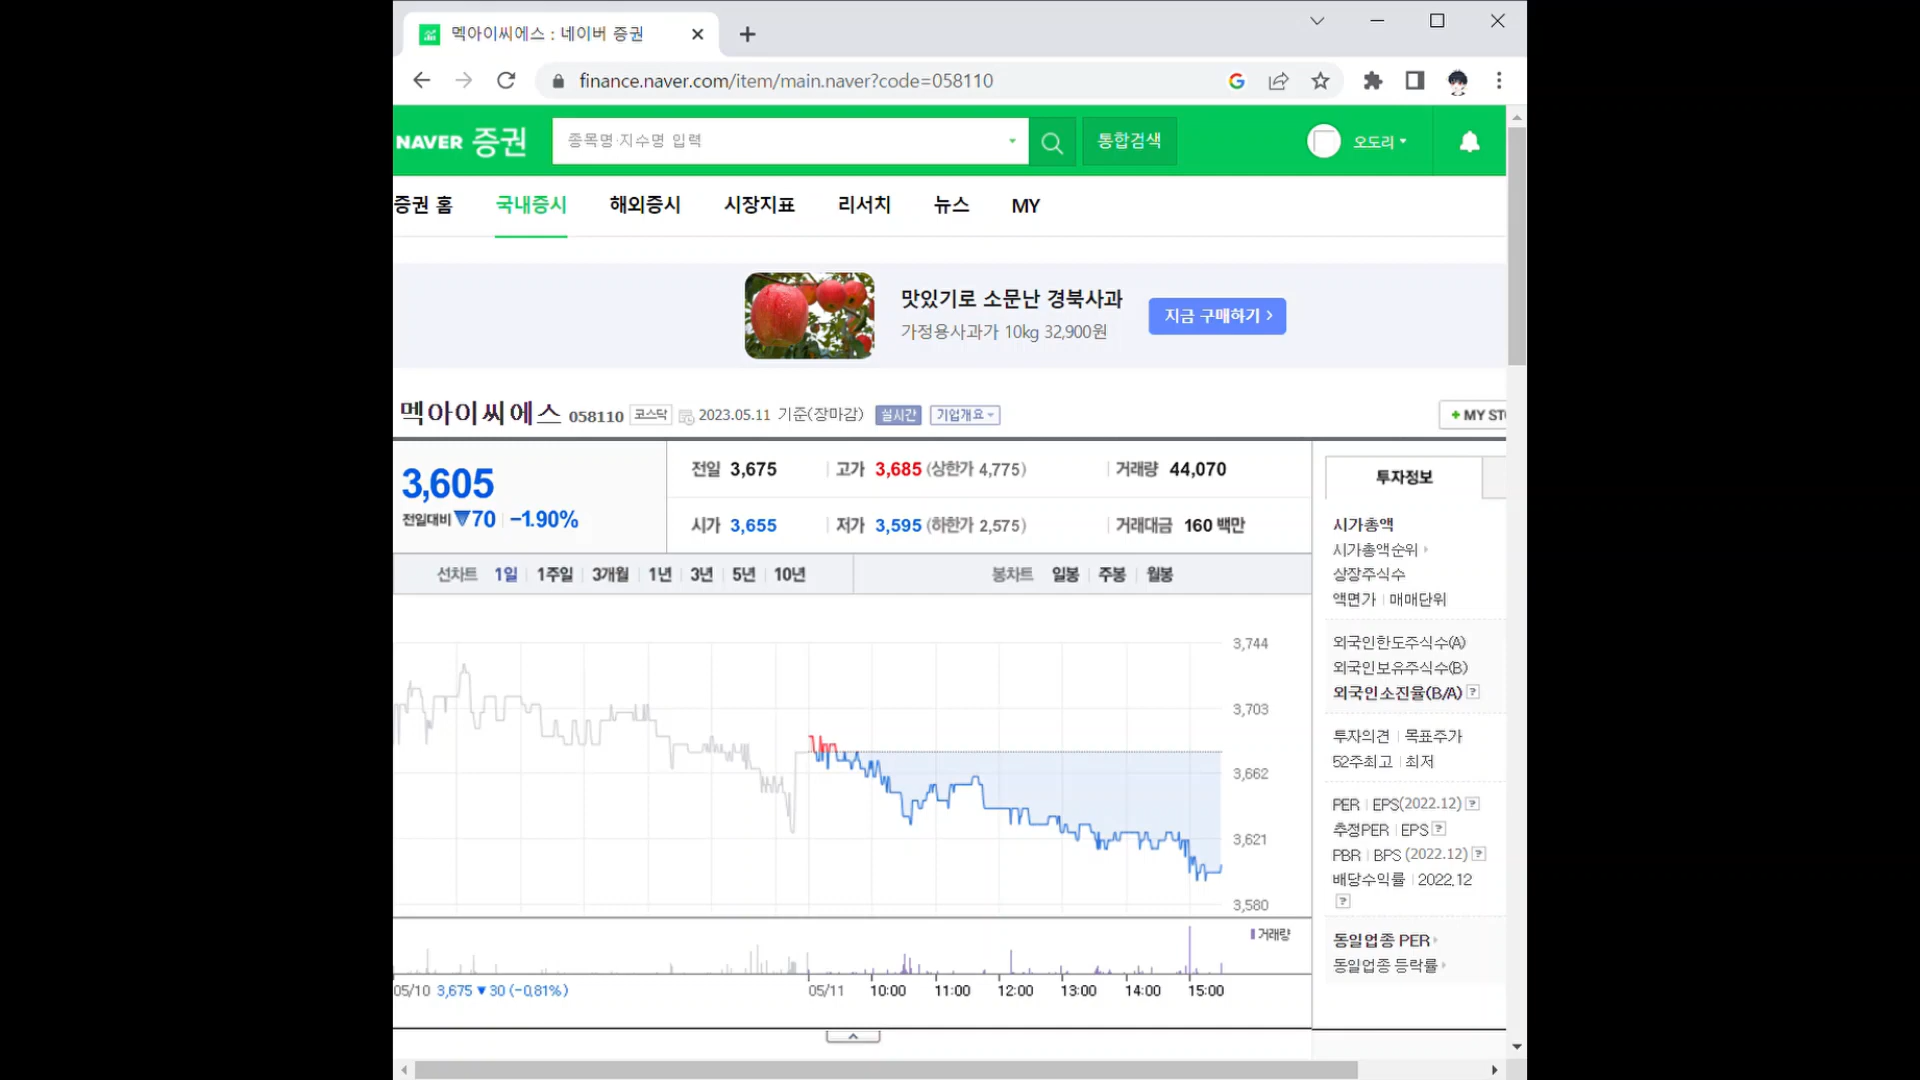 멕아이씨에스 : 네이버 증권
finance.naver.com/item/main.naver?code=058110
NAVER 증권
종목명·지수명 입력
통합검색
오도리
증권 홈 국내증시 해외증시 시장지표 리서치 뉴스 MY
맛있기로 소문난 경북사과
가정용사과가 10kg 32,900원
지금 구매하기 >
멕아이씨에스 058110 코스닥 2023.05.11 기준(장마감) 실시간 기업개요
+ MY ST
3,605
전일대비 ▼70 -1.90%
전일 3,675 고가 3,685 (상한가 4,775) 거래량 44,070
시가 3,655 저가 3,595 (하한가 2,575) 거래대금 160 백만
선차트 1일 1주일 3개월 1년 3년 5년 10년 봉차트 일봉 주봉 월봉
3,744
3,703
3,662
3,621
3,580
거래량
05/10 3,675 ▼ 30 (-0.81%)
05/11 10:00 11:00 12:00 13:00 14:00 15:00
투자정보
시가총액
시가총액순위
상장주식수
액면가 | 매매단위
외국인한도주식수(A)
외국인보유주식수(B)
외국인소진율(B/A) ?
투자의견 | 목표주가
52주최고 | 최저
PER | EPS(2022.12) ?
추정PER | EPS ?
PBR | BPS (2022.12) ?
배당수익률 | 2022.12
?
동일업종 PER
동일업종 등락률